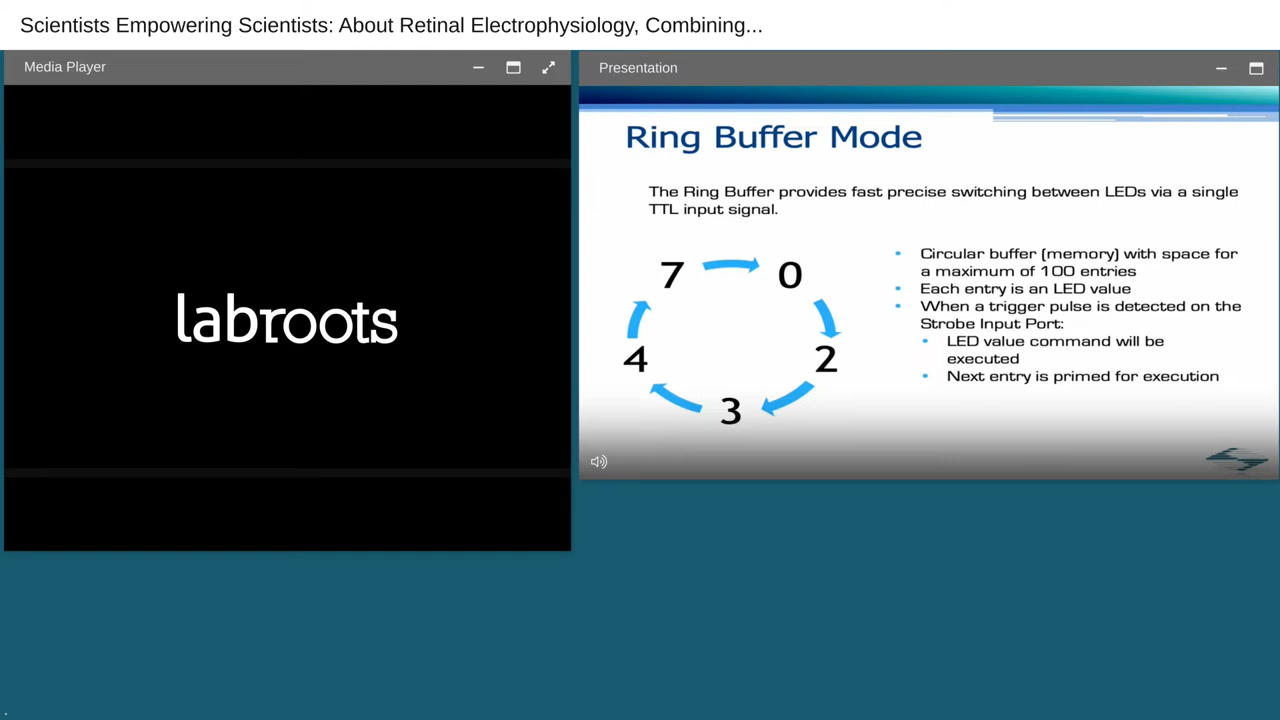 Scientists Empowering Scientists: About Retinal Electrophysiology, Combining...
Media Player
labroots
Presentation
Ring Buffer Mode
The Ring Buffer provides fast precise switching between LEDs via a single
TTL input signal.
7
0
2
3
4
• Circular buffer (memory) with space for
a maximum of 100 entries
• Each entry is an LED value
• When a trigger pulse is detected on the
Strobe Input Port:
• LED value command will be
executed
• Next entry is primed for execution